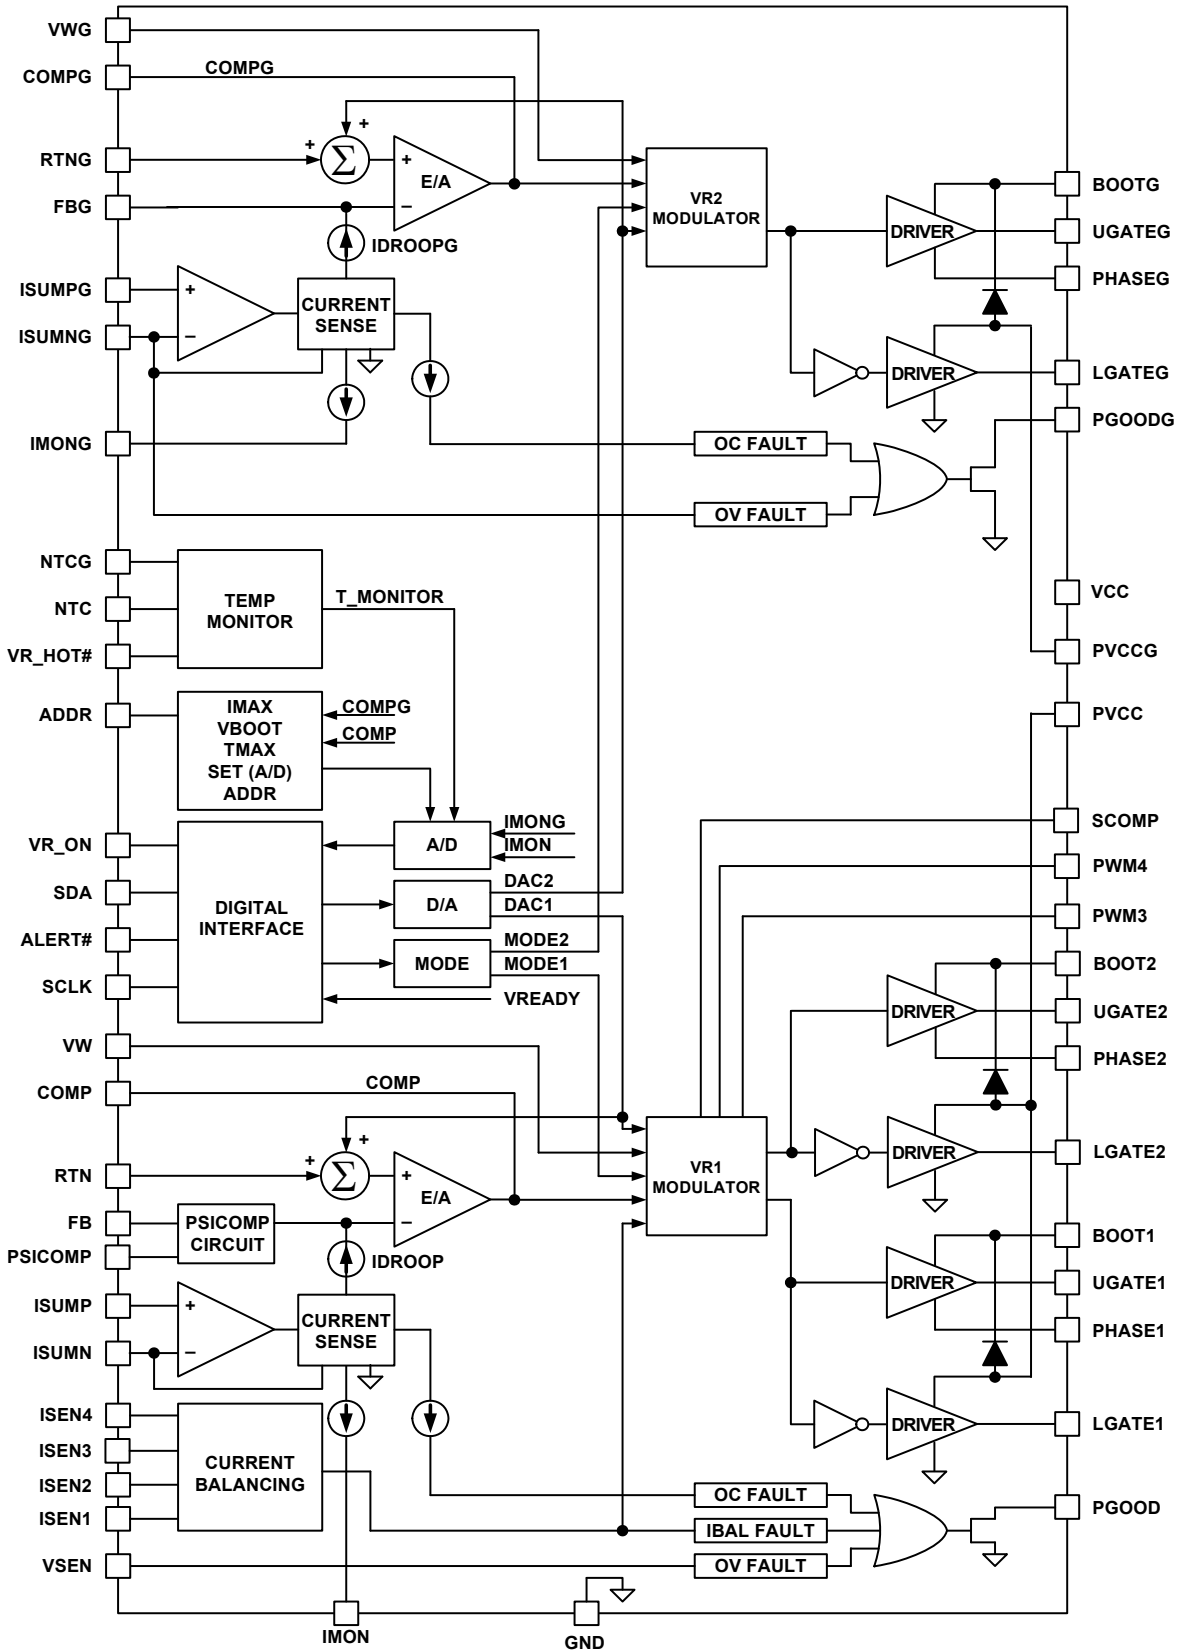 VWG
COMPG
COMPG
+
RTNG
+
Σ
+
E/A
−
FBG
IDROOPG
VR2
MODULATOR
DRIVER
BOOTG
UGATEG
PHASEG
ISUMPG
+
ISUMNG
−
CURRENT
SENSE
DRIVER
LGATEG
IMONG
OC FAULT
PGOODG
OV FAULT
NTCG
NTC
VR_HOT#
TEMP
MONITOR
T_MONITOR
VCC
PVCCG
ADDR
IMAX
VBOOT
TMAX
SET (A/D)
ADDR
COMPG
COMP
PVCC
VR_ON
SDA
ALERT#
SCLK
DIGITAL
INTERFACE
A/D
IMONG
IMON
D/A
DAC2
DAC1
MODE
MODE2
MODE1
VREADY
SCOMP
PWM4
PWM3
BOOT2
DRIVER
UGATE2
PHASE2
VW
COMP
COMP
+
RTN
+
Σ
+
E/A
−
VR1
MODULATOR
DRIVER
LGATE2
FB
PSICOMP
PSICOMP
CIRCUIT
IDROOP
BOOT1
DRIVER
UGATE1
PHASE1
ISUMP
+
ISUMN
−
CURRENT
SENSE
DRIVER
LGATE1
ISEN4
ISEN3
ISEN2
ISEN1
CURRENT
BALANCING
OC FAULT
IBAL FAULT
OV FAULT
PGOOD
VSEN
IMON
GND